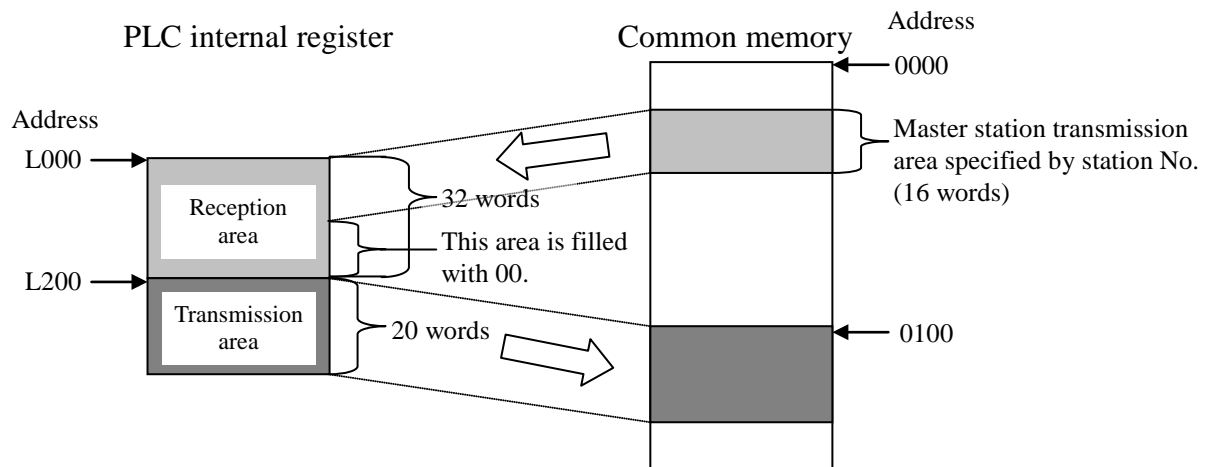 PLC internal register
Common memory
Address
0000
Address
L000
Master station transmission
area specified by station No.
(16 words)
Reception
area
32 words
This area is filled
with 00.
L200
Transmission
area
20 words
0100